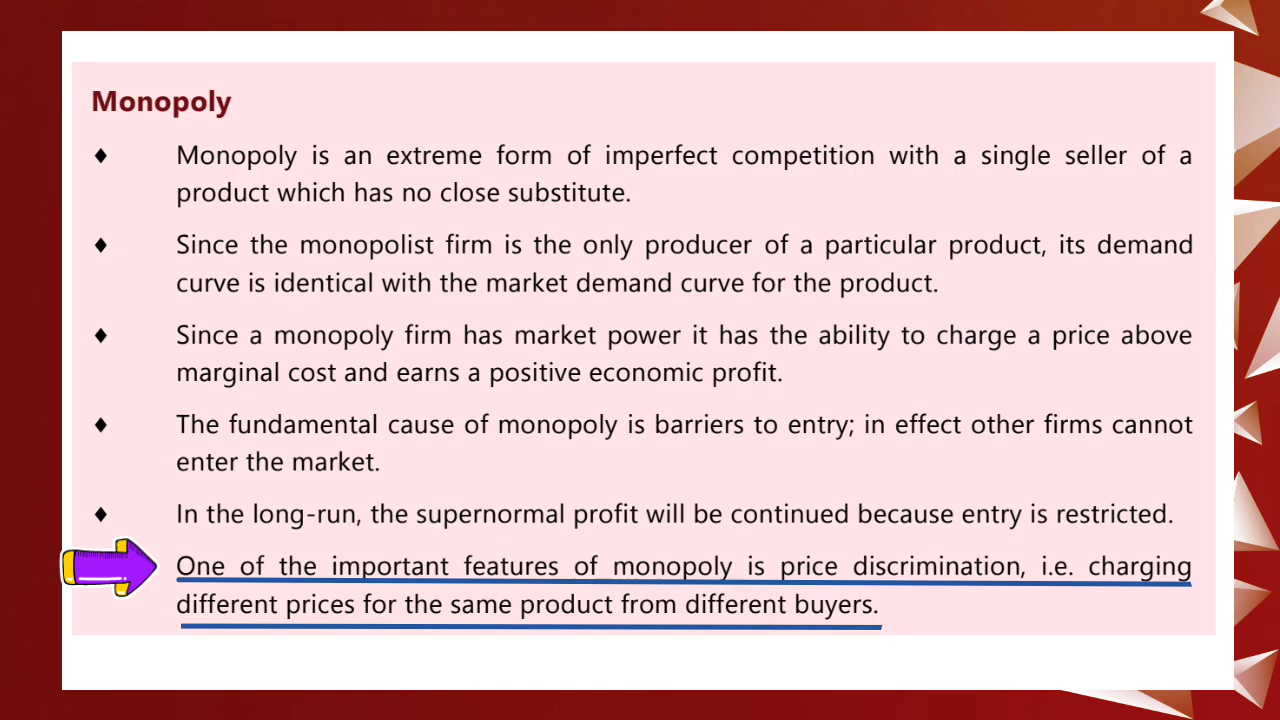 Monopoly
♦ Monopoly is an extreme form of imperfect competition with a single seller of a
product which has no close substitute.
♦ Since the monopolist firm is the only producer of a particular product, its demand
curve is identical with the market demand curve for the product.
♦ Since a monopoly firm has market power it has the ability to charge a price above
marginal cost and earns a positive economic profit.
♦ The fundamental cause of monopoly is barriers to entry; in effect other firms cannot
enter the market.
♦ In the long-run, the supernormal profit will be continued because entry is restricted.
One of the important features of monopoly is price discrimination, i.e. charging
different prices for the same product from different buyers.